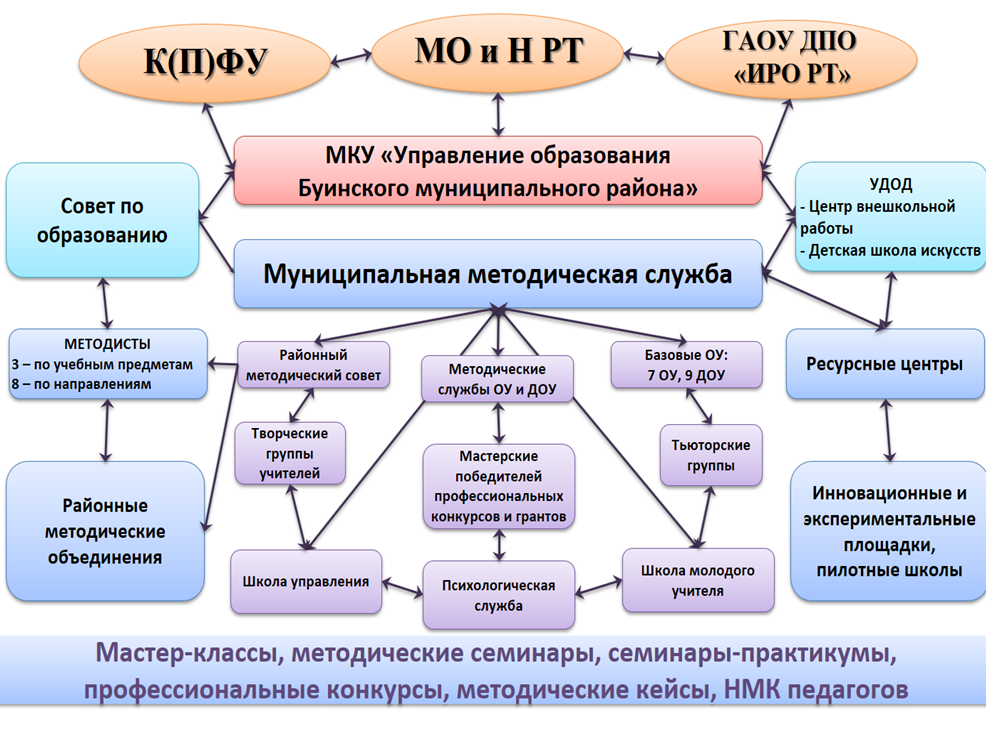 К(П)ФУ
МО и Н РТ
ГАОУ ДПО
«ИРО РТ»
МКУ «Управление образования
Буинского муниципального района»
Совет по
образованию
УДОД
- Центр внешкольной
работы
- Детская школа искусств
Муниципальная методическая служба
МЕТОДИСТЫ
3 – по учебным предметам
8 – по направлениям
Районный
методический совет
Методические
службы ОУ и ДОУ
Базовые ОУ:
7 ОУ, 9 ДОУ
Ресурсные центры
Творческие
группы
учителей
Мастерские
победителей
профессиональных
конкурсов и грантов
Тьюторские
группы
Районные
методические
объединения
Инновационные и
экспериментальные
площадки,
пилотные школы
Школа управления
Психологическая
служба
Школа молодого
учителя
Мастер-классы, методические семинары, семинары-практикумы,
профессиональные конкурсы, методические кейсы, НМК педагогов